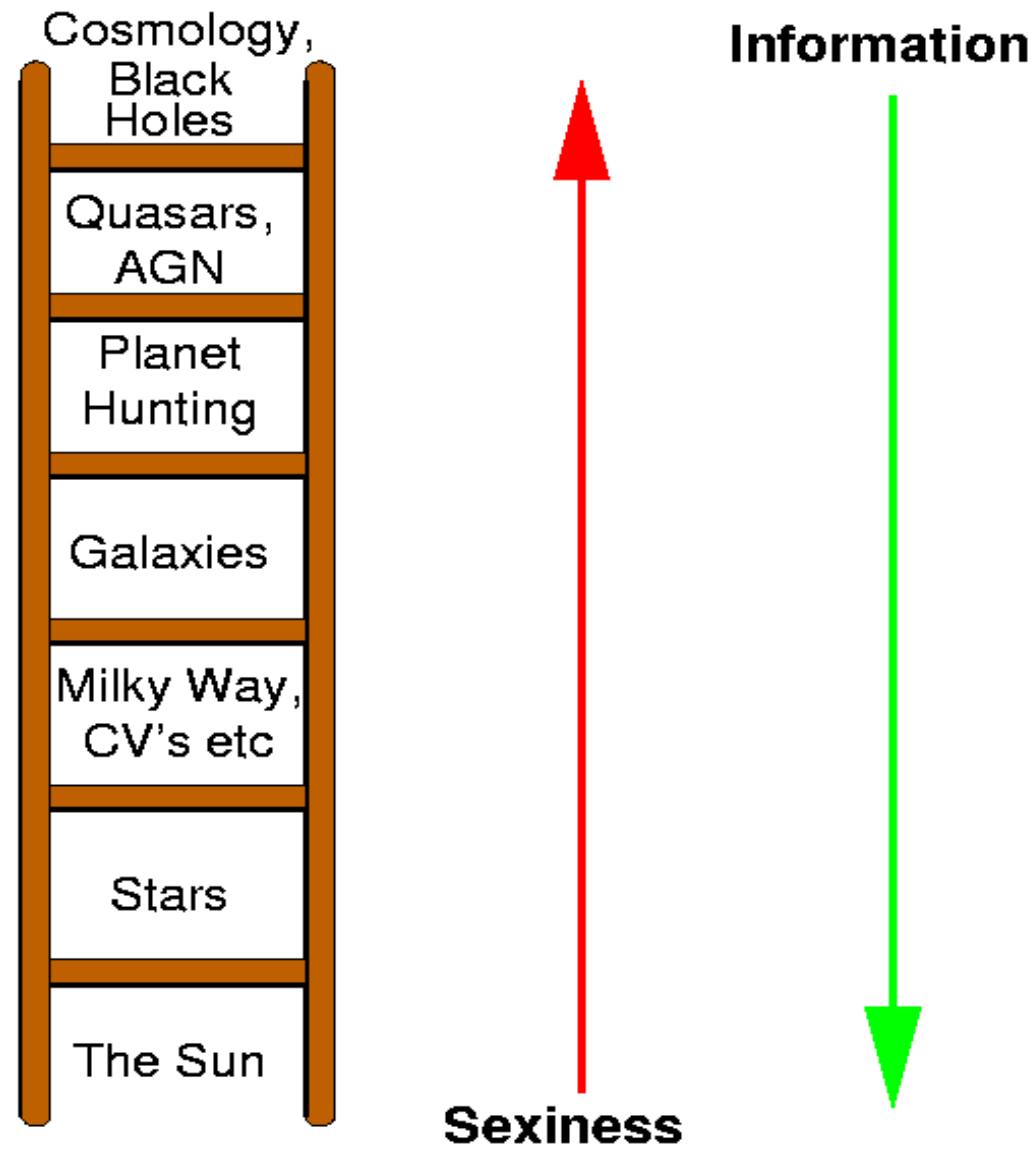 Cosmology,
Black
Holes
Quasars,
AGN
Planet
Hunting
Galaxies
Milky Way,
CV's etc
Stars
The Sun
Information
Sexiness